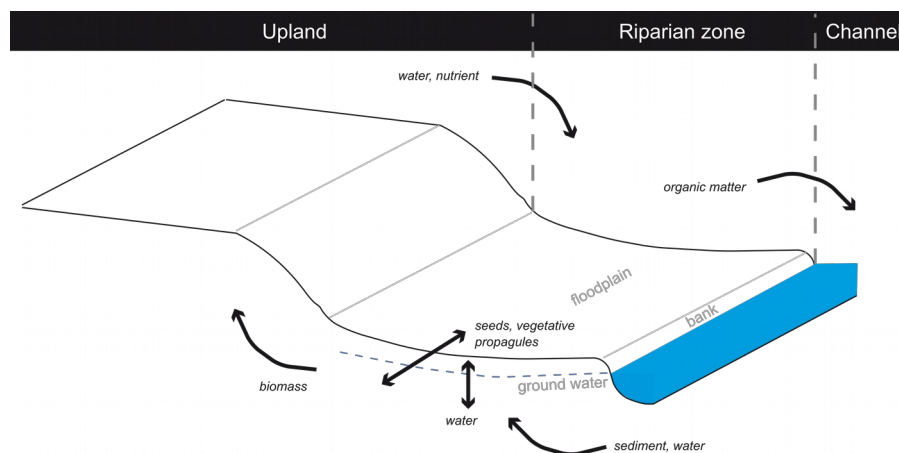 Upland
Riparian zone
Channel
water, nutrient
organic matter
floodplain
bank
seeds, vegetative
propagules
biomass
ground water
water
sediment, water